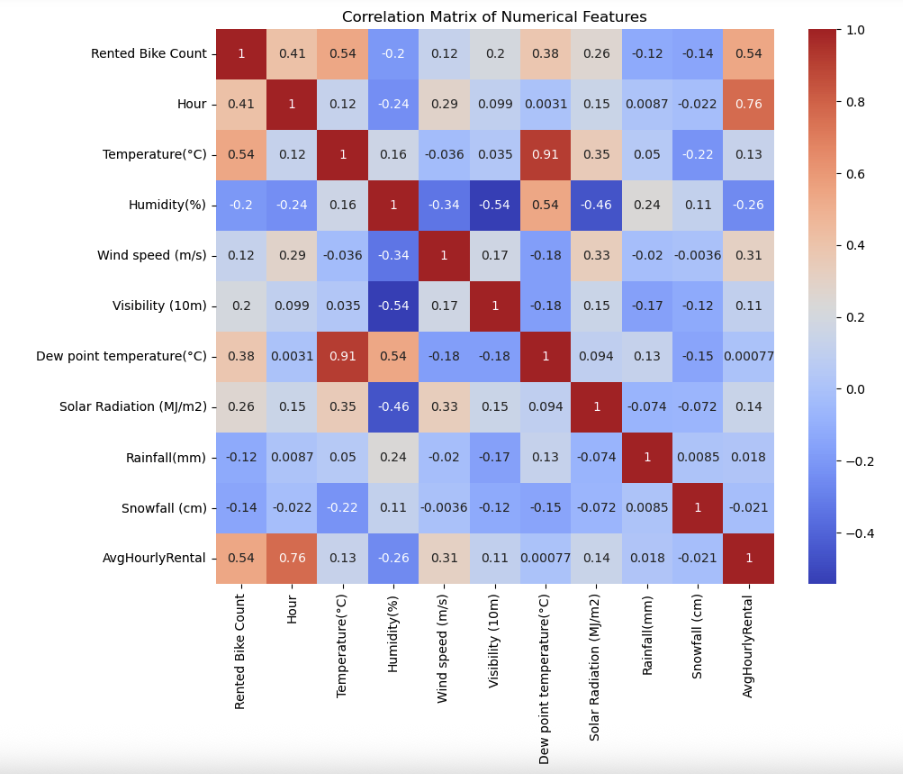 Correlation Matrix of Numerical Features
Rented Bike Count 1 0.41 0.54 -0.2 0.12 0.2 0.38 0.26 -0.12 -0.14 0.54
Hour 0.41 1 0.12 -0.24 0.29 0.099 0.0031 0.15 0.0087 -0.022 0.76
Temperature(°C) 0.54 0.12 1 0.16 -0.036 0.035 0.91 0.35 0.05 -0.22 0.13
Humidity(%) -0.2 -0.24 0.16 1 -0.34 -0.54 0.54 -0.46 0.24 0.11 -0.26
Wind speed (m/s) 0.12 0.29 -0.036 -0.34 1 0.17 -0.18 0.33 -0.02 -0.0036 0.31
Visibility (10m) 0.2 0.099 0.035 -0.54 0.17 1 -0.18 0.15 -0.17 -0.12 0.11
Dew point temperature(°C) 0.38 0.0031 0.91 0.54 -0.18 -0.18 1 0.094 0.13 -0.15 0.00077
Solar Radiation (MJ/m2) 0.26 0.15 0.35 -0.46 0.33 0.15 0.094 1 -0.074 -0.072 0.14
Rainfall(mm) -0.12 0.0087 0.05 0.24 -0.02 -0.17 0.13 -0.074 1 0.0085 0.018
Snowfall (cm) -0.14 -0.022 -0.22 0.11 -0.0036 -0.12 -0.15 -0.072 0.0085 1 -0.021
AvgHourlyRental 0.54 0.76 0.13 -0.26 0.31 0.11 0.00077 0.14 0.018 -0.021 1
Rented Bike Count
Hour
Temperature(°C)
Humidity(%)
Wind speed (m/s)
Visibility (10m)
Dew point temperature(°C)
Solar Radiation (MJ/m2)
Rainfall(mm)
Snowfall (cm)
AvgHourlyRental
1.0
0.8
0.6
0.4
0.2
0.0
−0.2
−0.4